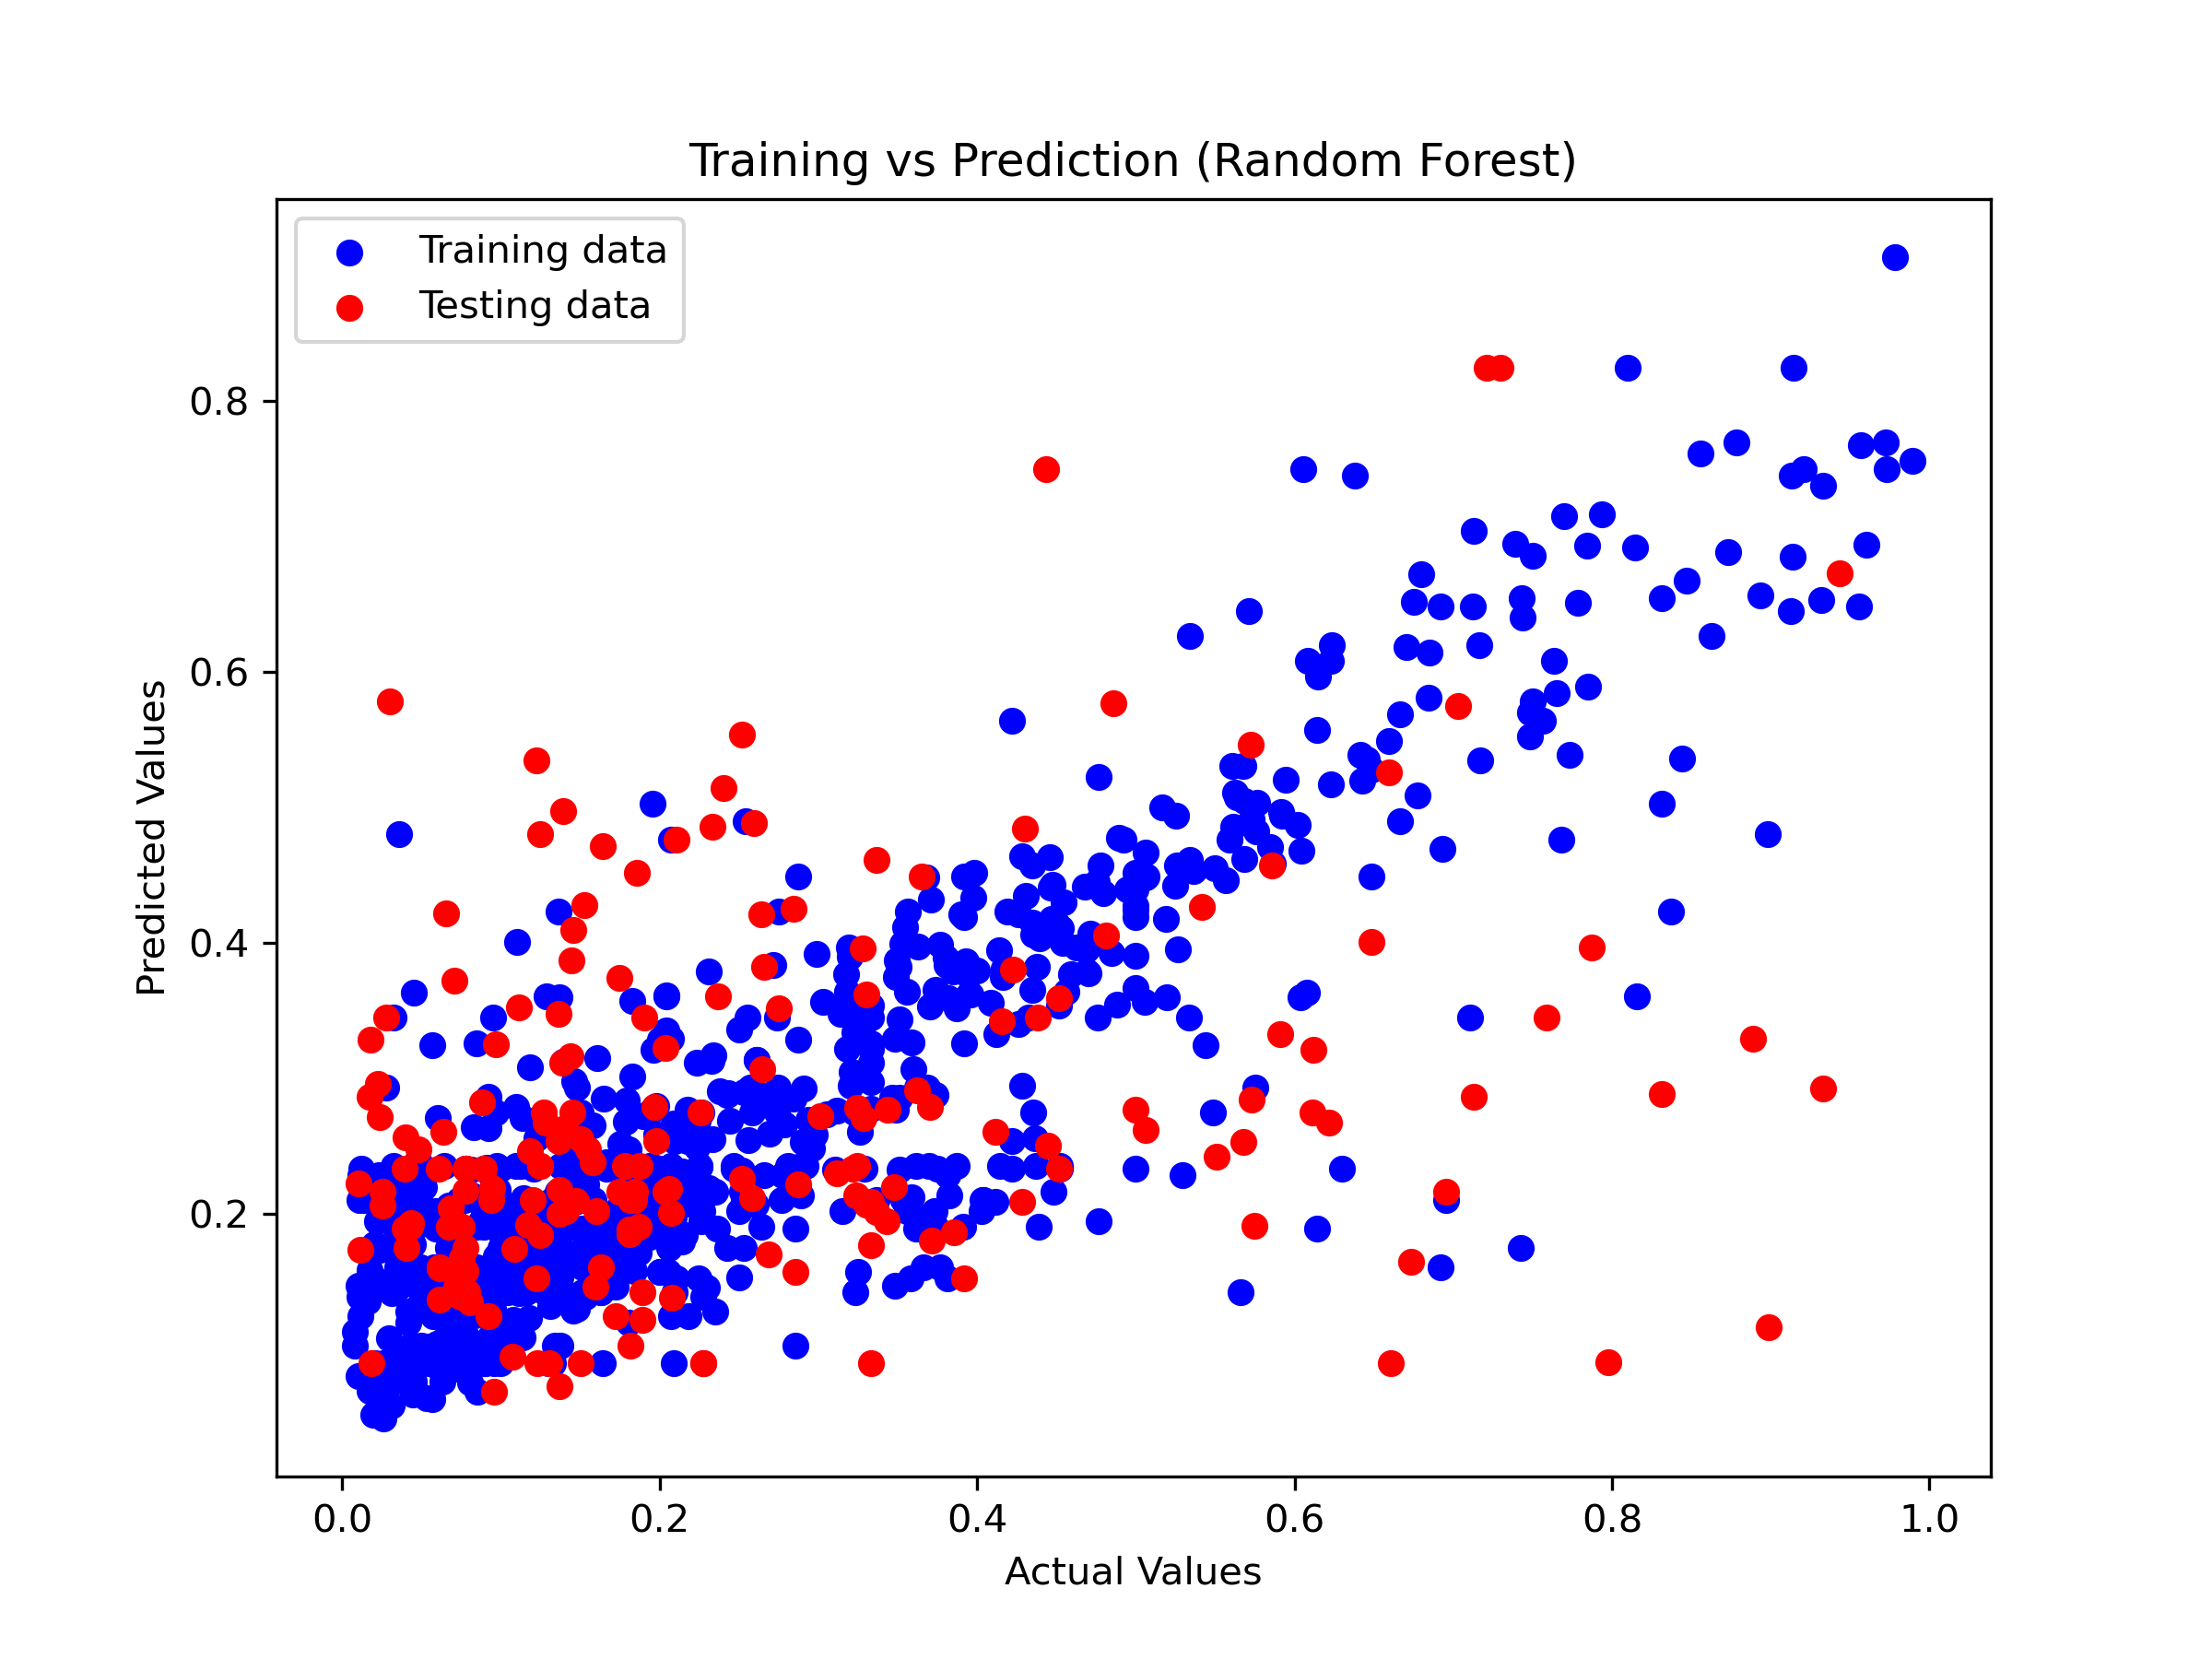 Training vs Prediction (Random Forest)
Training data
Testing data
Predicted Values
0.8
0.6
0.4
0.2
0.0 0.2 0.4 0.6 0.8 1.0
Actual Values